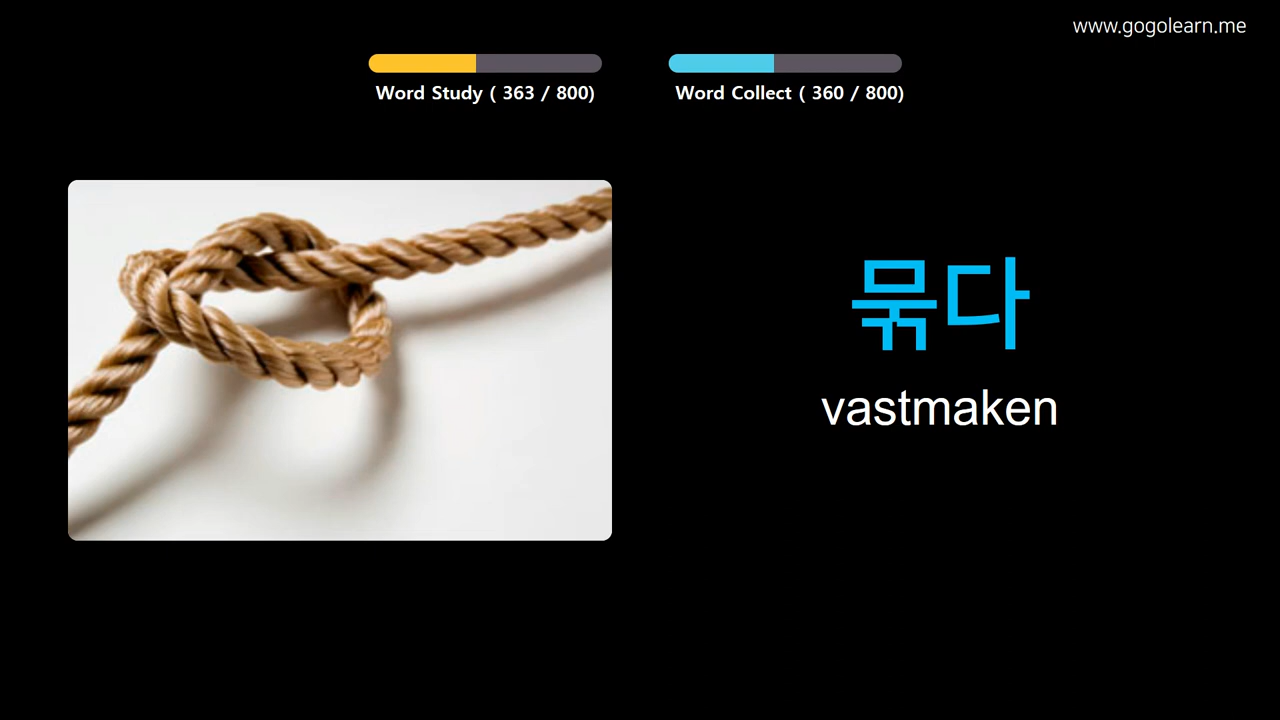 www.gogolearn.me
Word Study ( 363 / 800)
Word Collect ( 360 / 800)
묶다
vastmaken